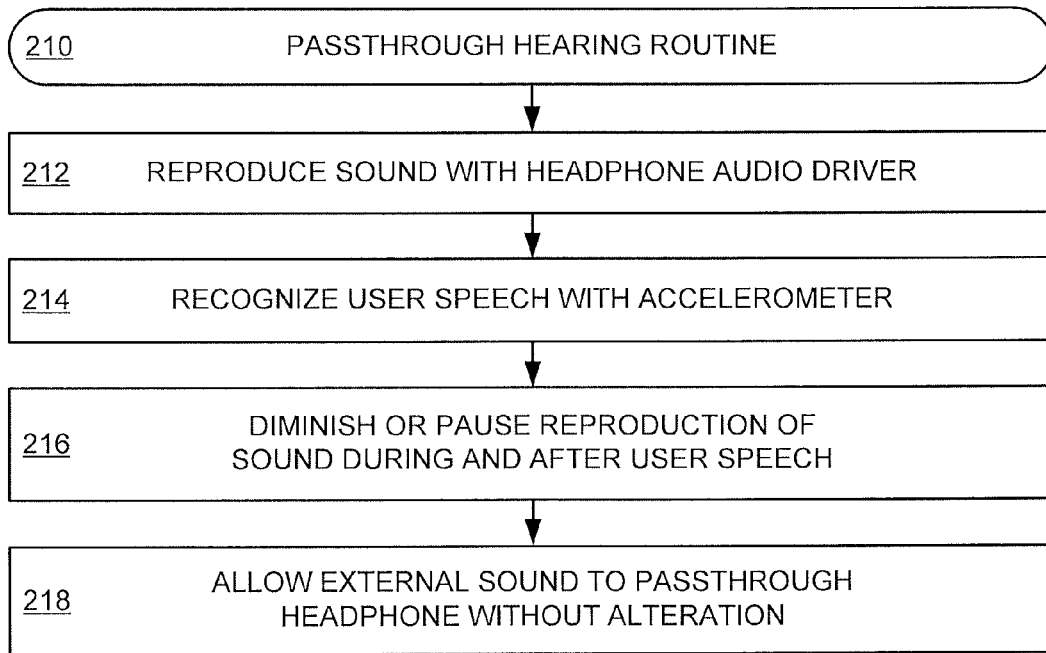 210 PASSTHROUGH HEARING ROUTINE
212 REPRODUCE SOUND WITH HEADPHONE AUDIO DRIVER
214 RECOGNIZE USER SPEECH WITH ACCELEROMETER
216 DIMINISH OR PAUSE REPRODUCTION OF
SOUND DURING AND AFTER USER SPEECH
218 ALLOW EXTERNAL SOUND TO PASSTHROUGH
HEADPHONE WITHOUT ALTERATION